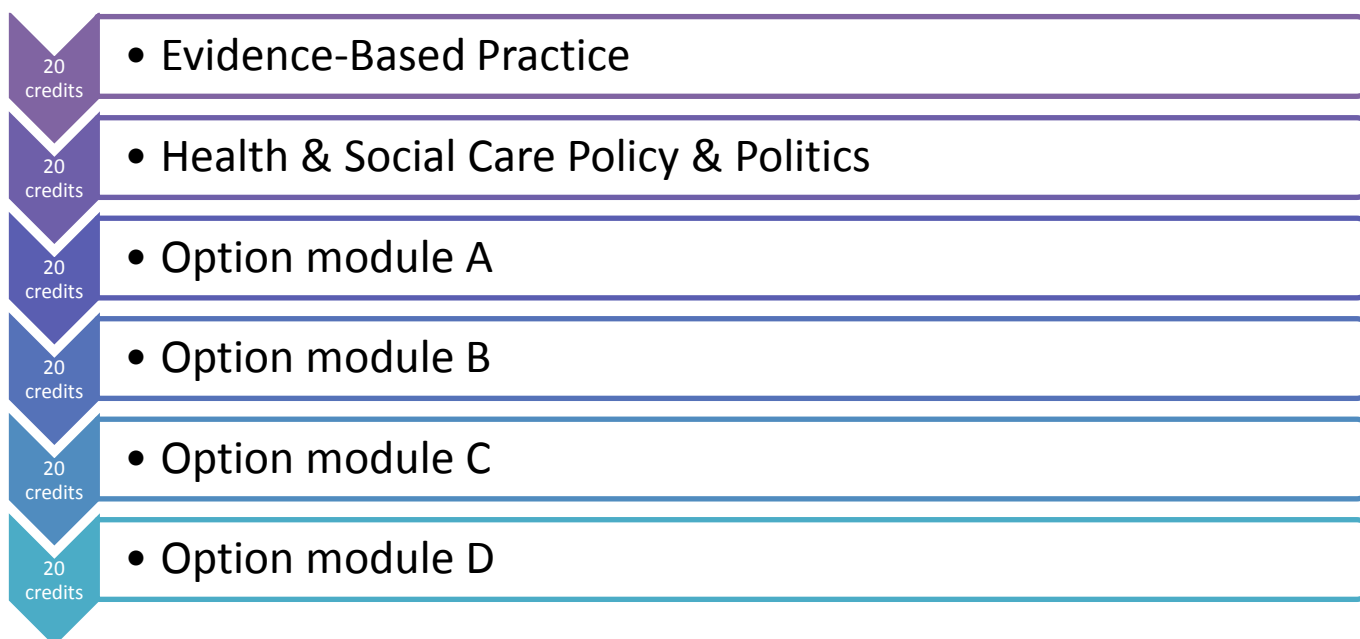 20
credits
• Evidence-Based Practice
20
credits
• Health & Social Care Policy & Politics
20
credits
• Option module A
20
credits
• Option module B
20
credits
• Option module C
20
credits
• Option module D